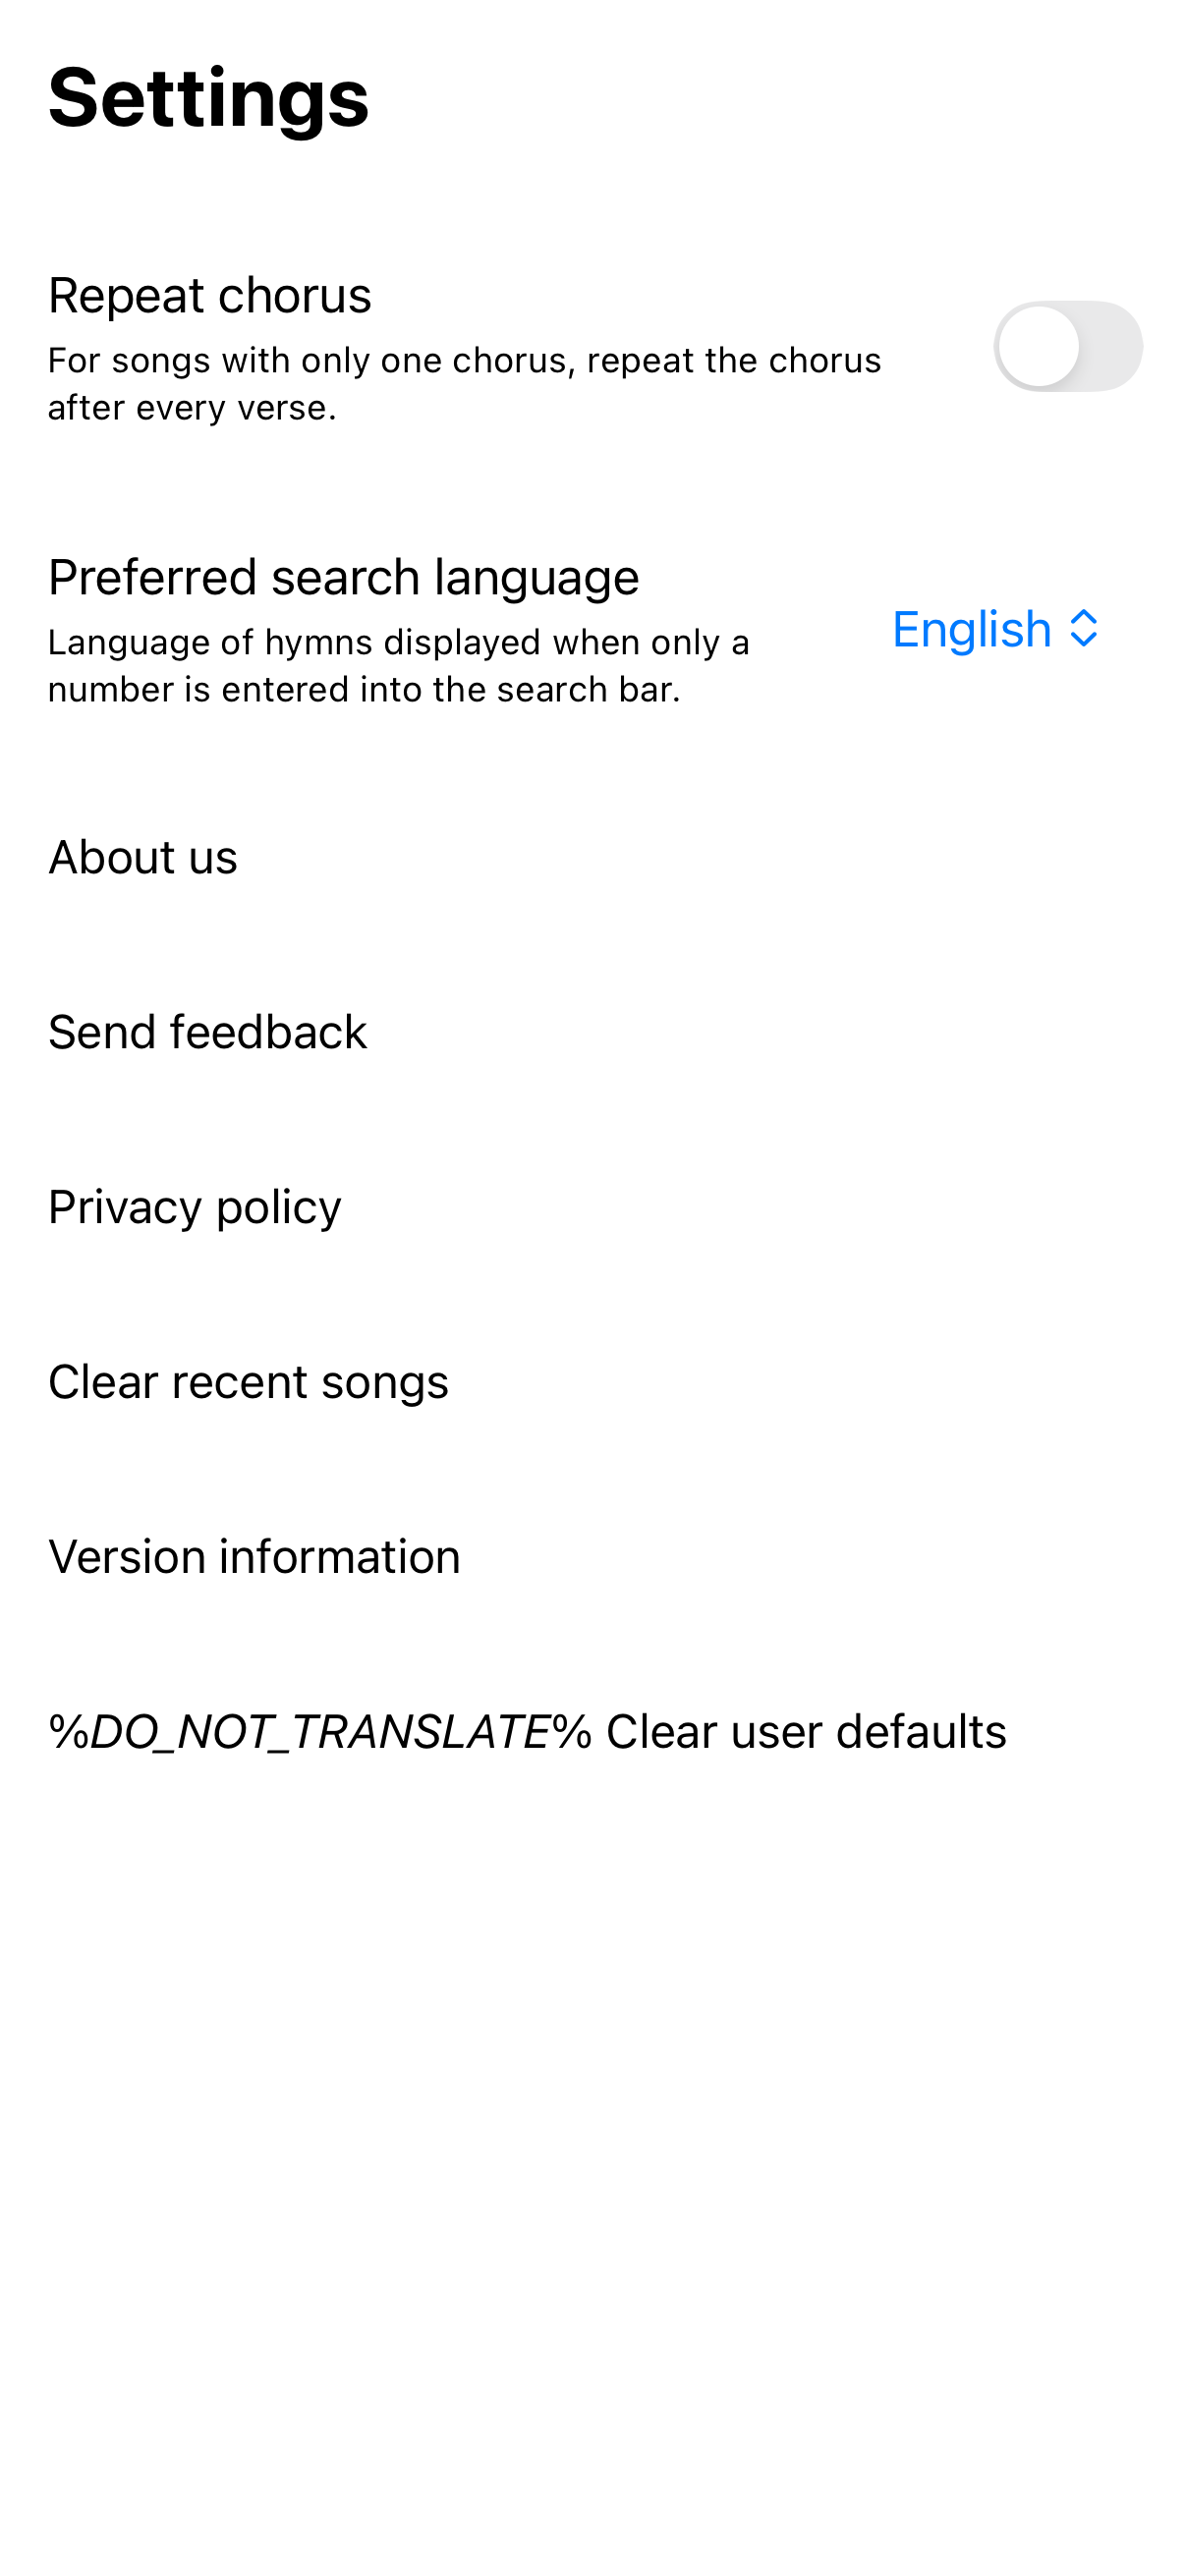 Settings
Repeat chorus
For songs with only one chorus, repeat the chorus
after every verse.
Preferred search language
Language of hymns displayed when only a
number is entered into the search bar.
English
About us
Send feedback
Privacy policy
Clear recent songs
Version information
%DO_NOT_TRANSLATE% Clear user defaults